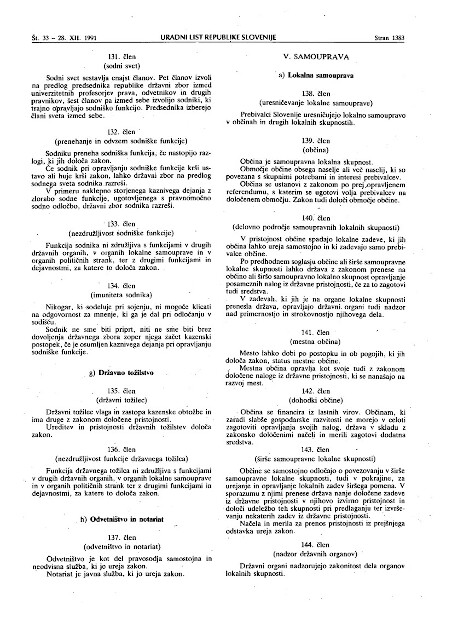 Št. 33 – 28. XII. 1991 URADNI LIST REPUBLIKE SLOVENIJE Stran 1383
131. člen
(sodni svet)
Sodni svet sestavlja enajst članov. Pet članov izvoli
na predlog predsednika republike državni zbor izmed
univerzitetnih profesorjev prava, odvetnikov in drugih
pravnikov, šest članov pa izmed sebe izvolijo sodniki, ki
trajno opravljajo sodniško funkcijo. Predsednika izberejo
člani sveta izmed sebe.
132. člen
(prenehanje in odvzem sodniške funkcije)
Sodniku preneha sodniška funkcija, če nastopijo raz-
logi, ki jih določa zakon.
Če sodnik pri opravljanju sodniške funkcije krši us-
tavo ali huje krši zakon, lahko državni zbor na predlog
sodnega sveta sodnika razreši.
V primeru naklepno storjenega kaznivega dejanja z
zlorabo sodne funkcije, ugotovljenega s pravnomočno
sodno odločbo, državni zbor sodnika razreši.
133. člen
(nezdružljivost sodniške funkcije)
Funkcija sodnika ni združljiva s funkcijami v drugih
državnih organih, v organih lokalne samouprave in v
organih političnih strank, ter z drugimi funkcijami in
dejavnostmi, za katere to določa zakon.
134. člen
(imuniteta sodnika)
Nikogar, ki sodeluje pri sojenju, ni mogoče klicati
na odgovornost za mnenje, ki ga je dal pri odločanju v
sodišču.
Sodnik ne sme biti priprt, niti ne sme biti brez
dovoljenja državnega zbora zoper njega začet kazenski
postopek, če je osumljen kaznivega dejanja pri opravljanju
sodniške funkcije.
g) Državno tožilstvo
135. člen
(državni tožilec)
Državni tožilec vlaga in zastopa kazenske obtožbe in
ima druge z zakonom določene pristojnosti.
Ureditev in pristojnosti državnih tožilstev določa
zakon.
136. člen
(nezdružljivost funkcije državnega tožilca)
Funkcija državnega tožilca ni združljiva s funkcijami
v drugih državnih organih, v organih lokalne samouprave
in v organih političnih strank ter z drugimi funkcijami in
dejavnostmi, za katere to določa zakon.
h) Odvetništvo in notariat
137. člen
(odvetništvo in notariat)
Odvetništvo je kot del pravosodja samostojna in
neodvisna služba, ki jo ureja zakon.
Notariat je javna služba, ki jo ureja zakon.
V. SAMOUPRAVA
a) Lokalna samouprava
138. člen
(uresničevanje lokalne samouprave)
Prebivalci Slovenije uresničujejo lokalno samoupravo
v občinah in drugih lokalnih skupnostih.
139. člen
(občina)
Občina je samoupravna lokalna skupnost.
Območje občine obsega naselje ali več naselij, ki so
povezana s skupnimi potrebami in interesi prebivalcev.
Občina se ustanovi z zakonom po prej opravljenem
referendumu, s katerim se ugotovi volja prebivalcev na
določenem območju. Zakon tudi določi območje občine.
140. člen
(delovno področje samoupravnih lokalnih skupnosti)
V pristojnost občine spadajo lokalne zadeve, ki jih
občina lahko ureja samostojno in ki zadevajo samo prebi-
valce občine.
Po predhodnem soglasju občine ali širše samoupravne
lokalne skupnosti lahko država z zakonom prenese na
občino ali širšo samoupravno lokalno skupnost opravljanje
posameznih nalog iz državne pristojnosti, če za to zagotovi
tudi sredstva.
V zadevah, ki jih je na organe lokalne skupnosti
prenesla država, opravljajo državni organi tudi nadzor
nad primernostjo in strokovnostjo njihovega dela.
141. člen
(mestna občina)
Mesto lahko dobi po postopku in ob pogojih, ki jih
določa zakon, status mestne občine.
Mestna občina opravlja kot svoje tudi z zakonom
določene naloge iz državne pristojnosti, ki se nanašajo na
razvoj mest.
142. člen
(dohodki občine)
Občina se financira iz lastnih virov. Občinam, ki
zaradi slabše gospodarske razvitosti ne morejo v celoti
zagotoviti opravljanja svojih nalog, država v skladu z
zakonsko določenimi načeli in merili zagotovi dodatna
sredstva.
143. člen
(širše samoupravne lokalne skupnosti)
Občine se samostojno odločajo o povezovanju v širše
samoupravne lokalne skupnosti, tudi v pokrajine, za
urejanje in opravljanje lokalnih zadev širšega pomena. V
sporazumu z njimi prenese država nanje določene zadeve
iz državne pristojnosti v njihovo izvirno pristojnost in
določi udeležbo teh skupnosti pri predlaganju ter izvrše-
vanju nekaterih zadev iz državne pristojnosti.
Načela in merila za prenos pristojnosti iz prejšnjega
odstavka ureja zakon.
144. člen
(nadzor državnih organov)
Državni organi nadzorujejo zakonitost dela organov
lokalnih skupnosti.